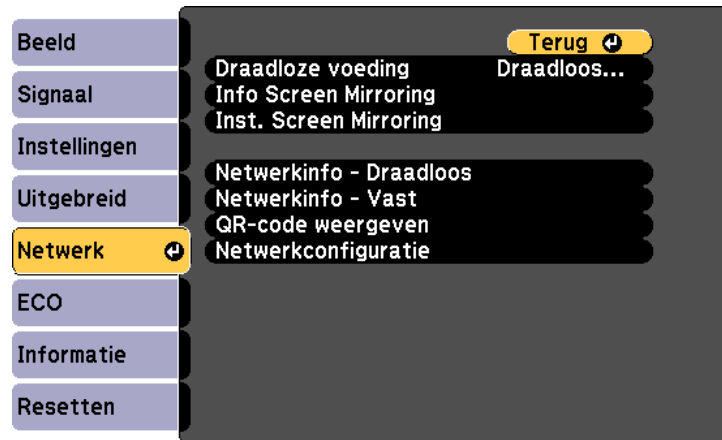 Beeld
Signaal
Instellingen
Uitgebreid
Netwerk
ECO
Informatie
Resetten
Terug
Draadloze voeding Draadloos...
Info Screen Mirroring
Inst. Screen Mirroring
Netwerkinfo - Draadloos
Netwerkinfo - Vast
QR-code weergeven
Netwerkconfiguratie